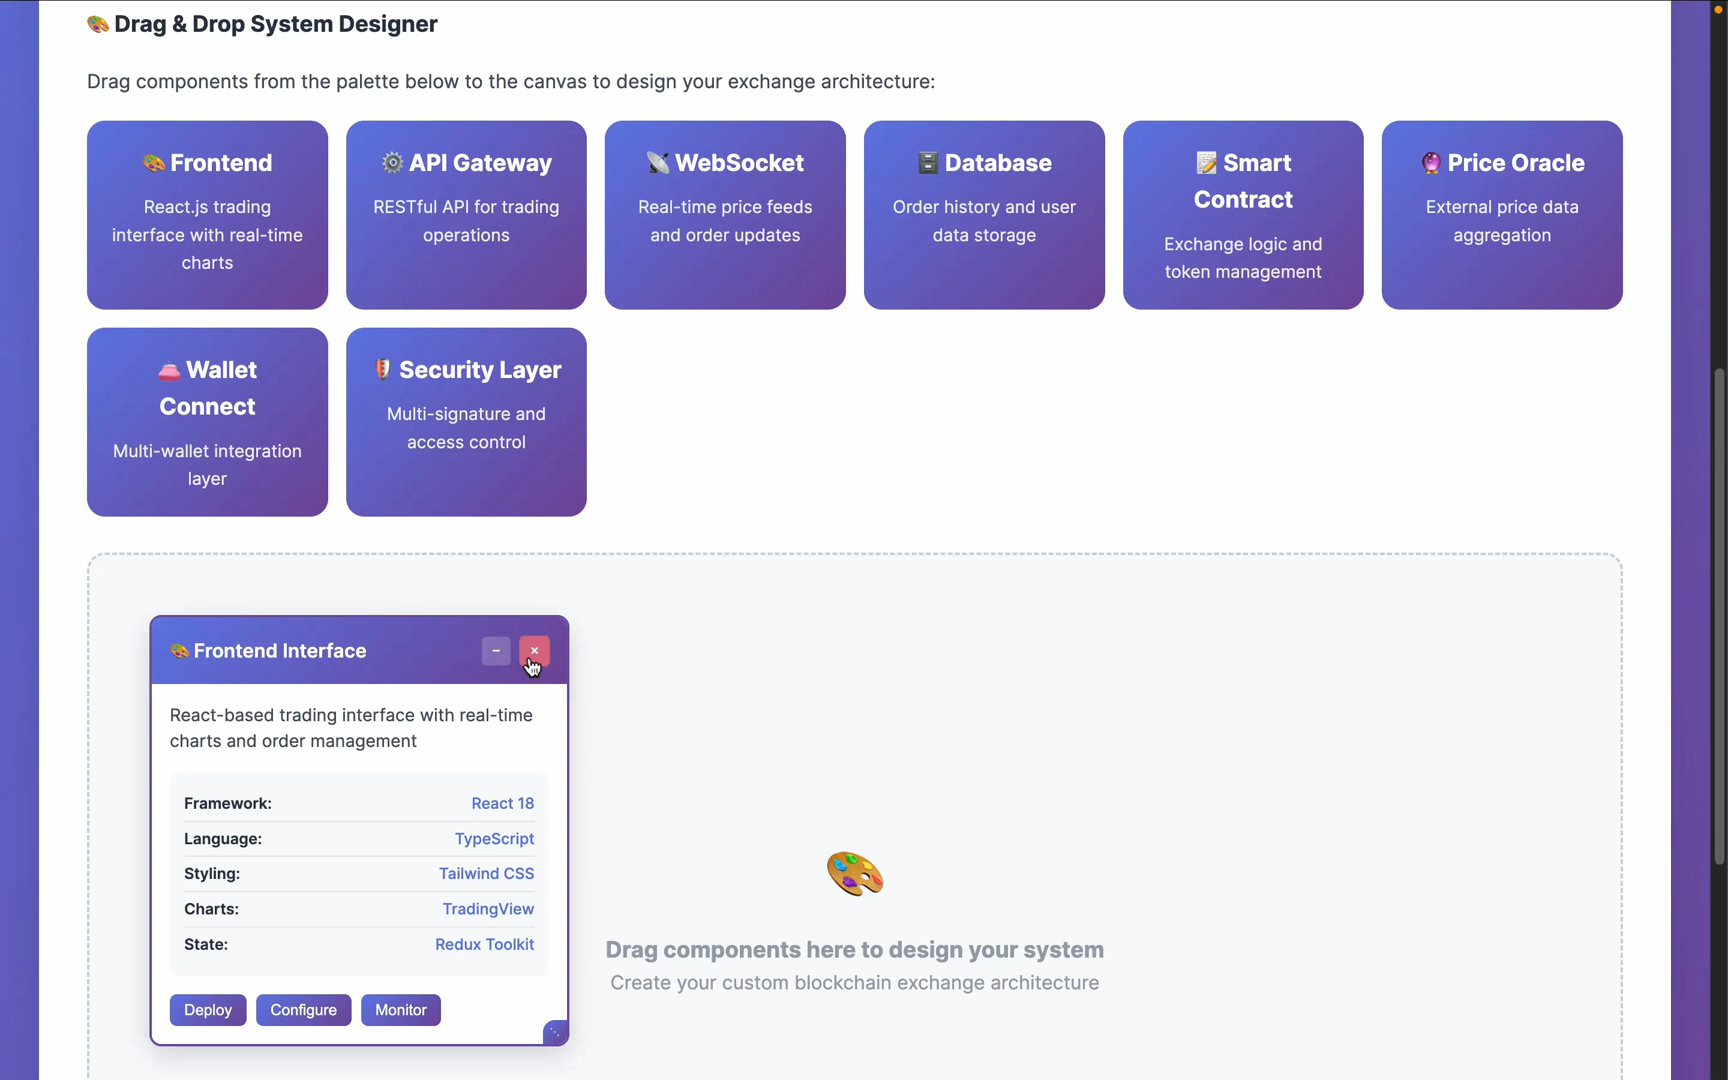 Drag & Drop System Designer
Drag components from the palette below to the canvas to design your exchange architecture:
Frontend
React.js trading
interface with real-time
charts
API Gateway
RESTful API for trading
operations
WebSocket
Real-time price feeds
and order updates
Database
Order history and user
data storage
Smart
Contract
Exchange logic and
token management
Price Oracle
External price data
aggregation
Wallet
Connect
Multi-wallet integration
layer
Security Layer
Multi-signature and
access control
Frontend Interface
React-based trading interface with real-time
charts and order management
Framework: React 18
Language: TypeScript
Styling: Tailwind CSS
Charts: TradingView
State: Redux Toolkit
Deploy Configure Monitor
Drag components here to design your system
Create your custom blockchain exchange architecture